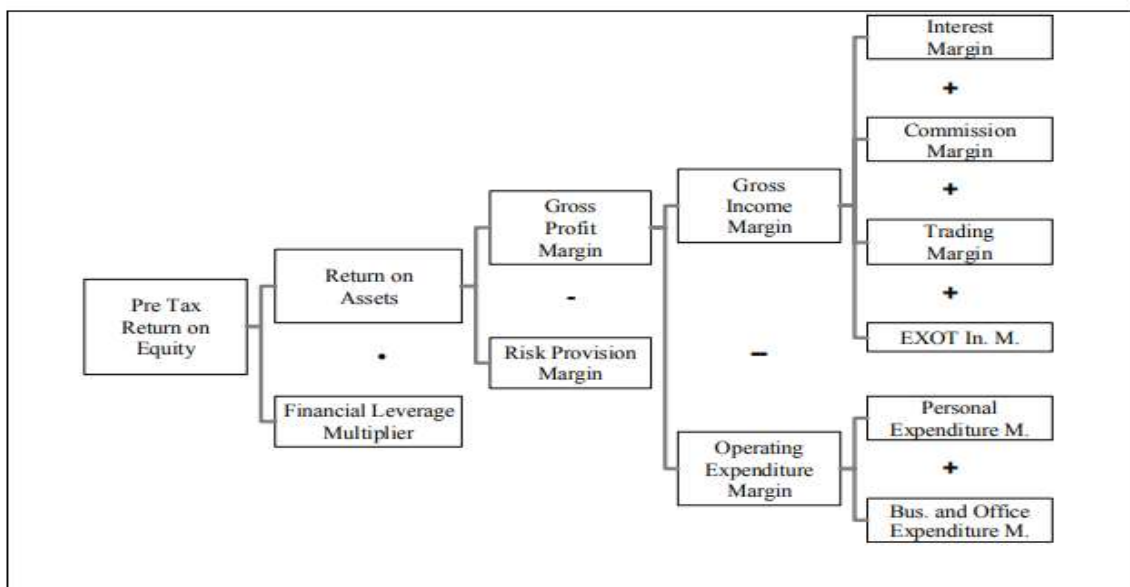 Pre Tax
Return on
Equity
Return on
Assets
•
Financial Leverage
Multiplier
Gross
Profit
Margin
-
Risk Provision
Margin
Gross
Income
Margin
–
Operating
Expenditure
Margin
Interest
Margin
+
Commission
Margin
+
Trading
Margin
+
EXOT In. M.
Personal
Expenditure M.
+
Bus. and Office
Expenditure M.